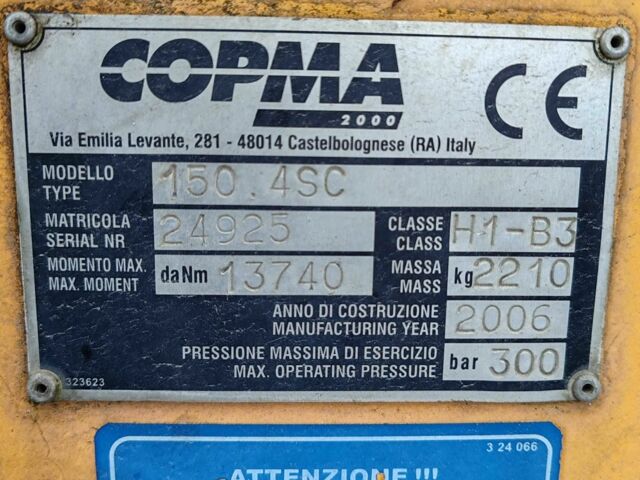 COPMA
2000
CE
Via Emilia Levante, 281 - 48014 Castelbolognese (RA) Italy
MODELLO
TYPE
150.4SC
MATRICOLA
SERIAL NR
24925
CLASSE
CLASS
H1-B3
MOMENTO MAX.
MAX. MOMENT
daNm 13740
MASSA
MASS
kg 2210
ANNO DI COSTRUZIONE
MANUFACTURING YEAR
2006
PRESSIONE MASSIMA DI ESERCIZIO
MAX. OPERATING PRESSURE
bar 300
323623
3 24 066
ATTENZIONE !!!